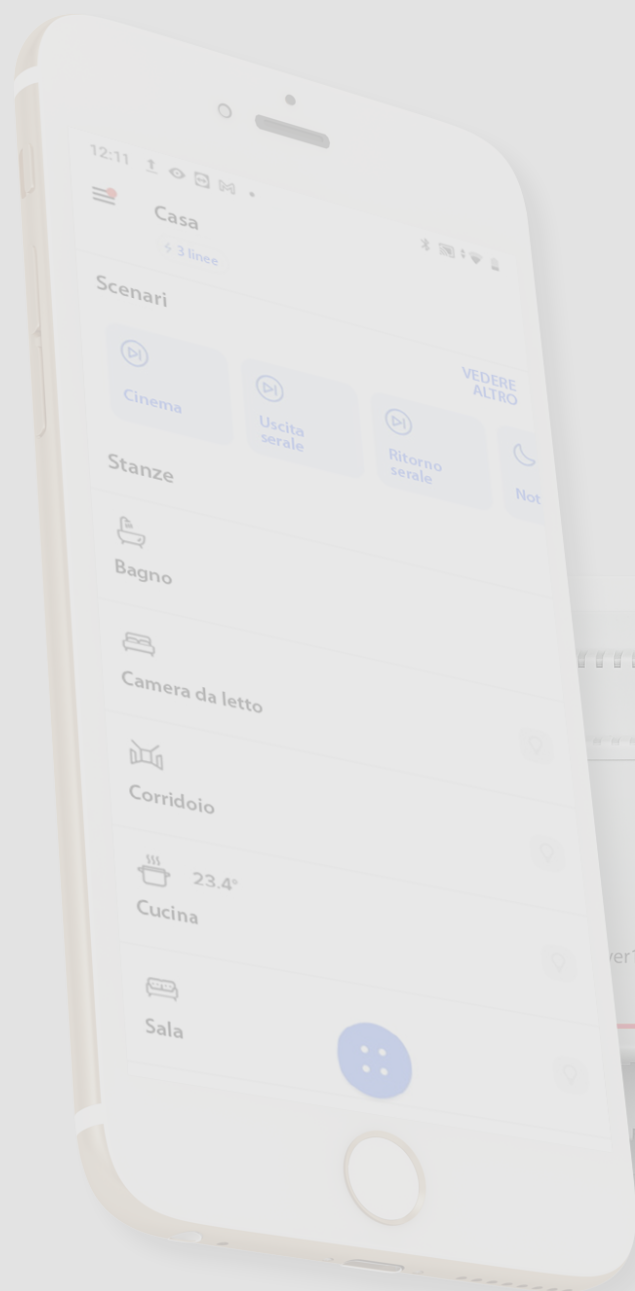 12:11
Casa
3 linee
Scenari
VEDERE
ALTRO
Cinema
Uscita
serale
Ritorno
serale
Not
Stanze
Bagno
Camera da letto
Corridoio
23.4°
Cucina
Sala